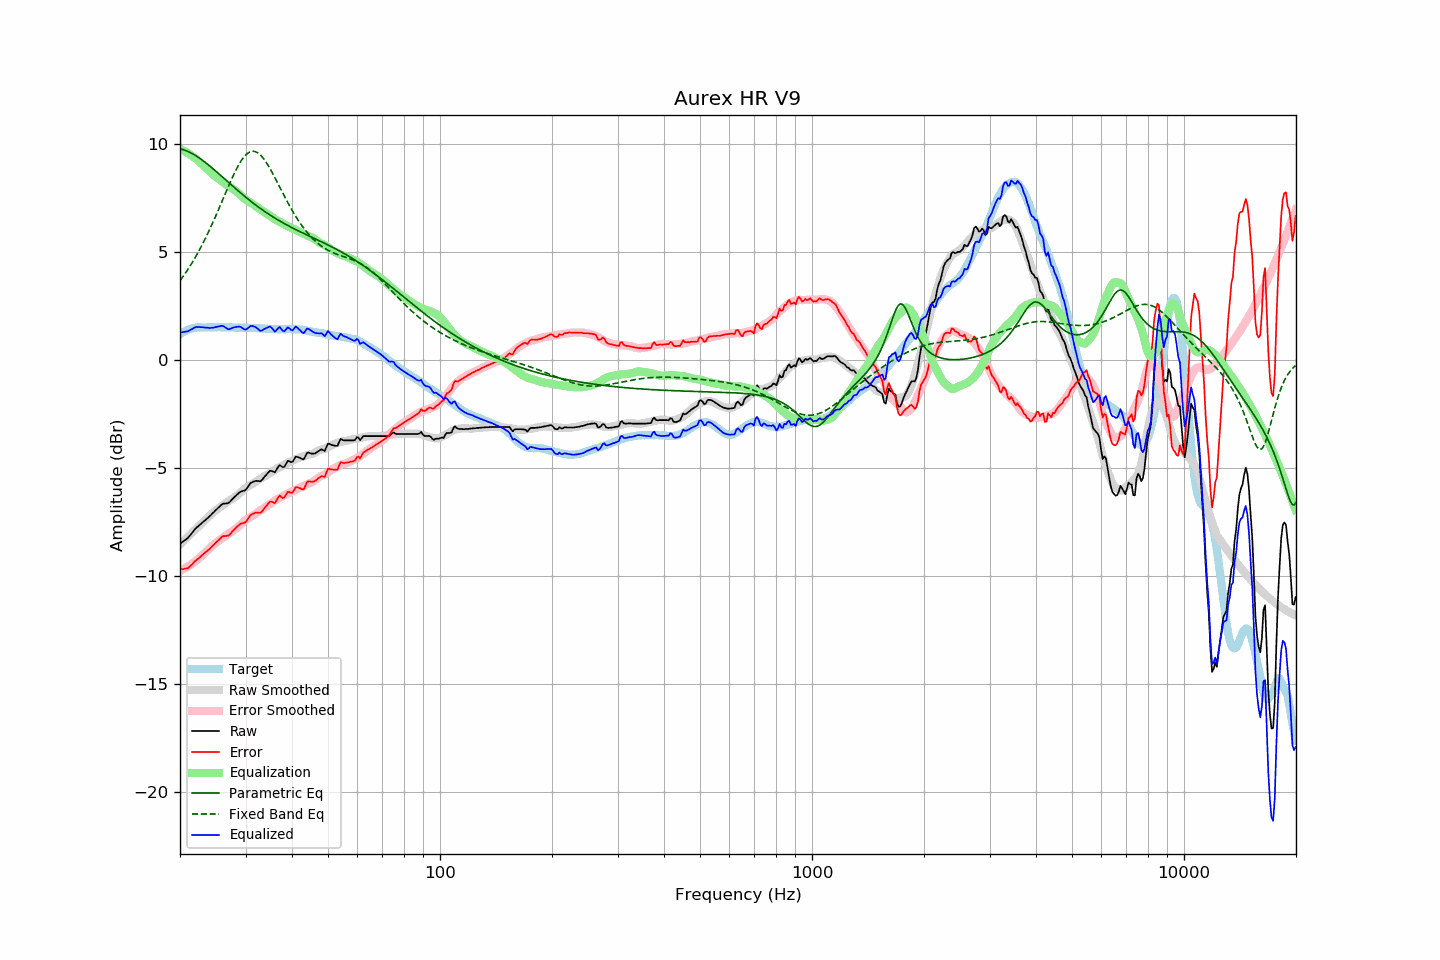 Aurex HR V9
10
5
0
−5
−10
−15
−20
Amplitude (dBr)
Target
Raw Smoothed
Error Smoothed
Raw
Error
Equalization
Parametric Eq
Fixed Band Eq
Equalized
100 1000 10000
Frequency (Hz)